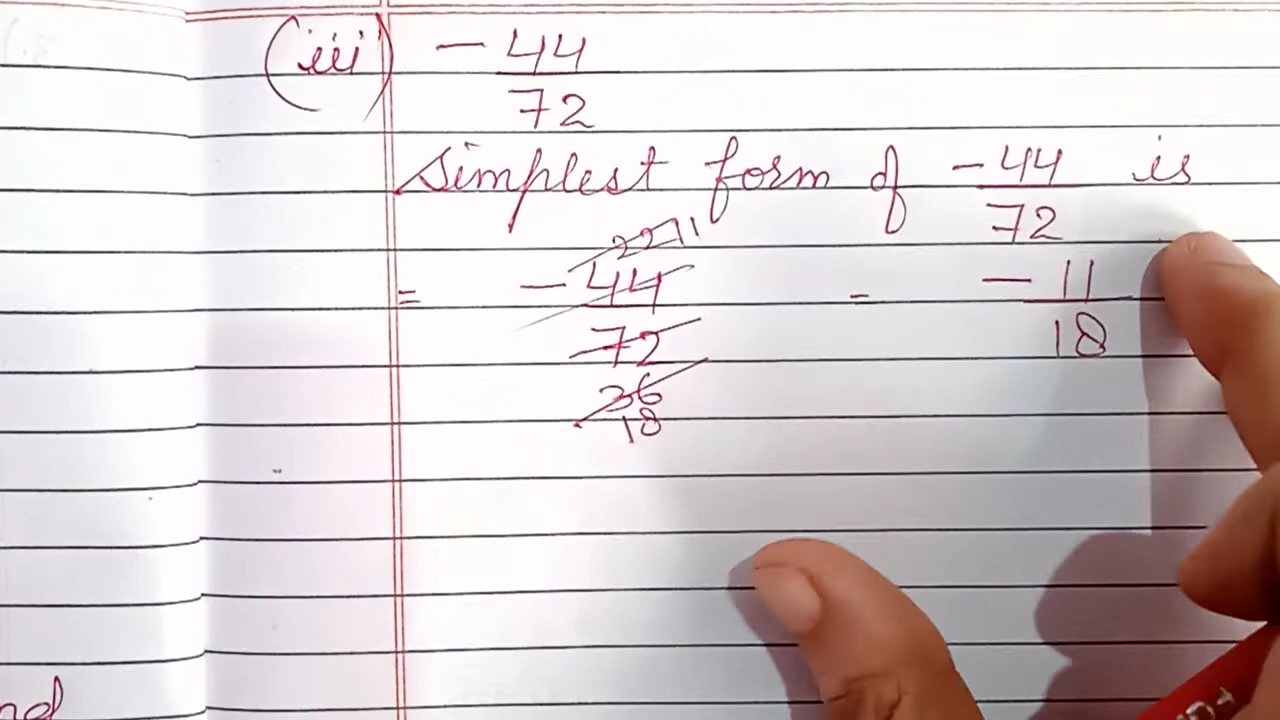 (iii) -44
72
simplest form of -44 is
72
22 11
= -44 = -11
72 18
36
18